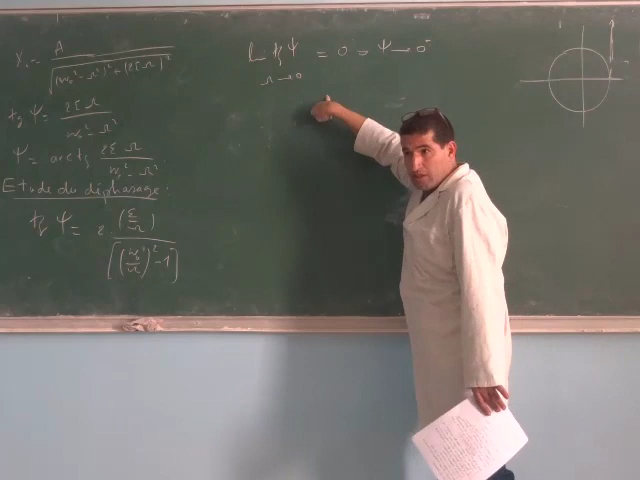 X₀ = A / √((ω₀² - Ω²)² + (2ξΩ)²)
tg Ψ = 2ξΩ / (ω₀² - Ω²)
Ψ = arctg 2ξΩ / (ω₀² - Ω²)
Etude du déphasage :
tg Ψ = 2 (ξ/Ω) / [(ω₀/Ω)² - 1]
Lim tg Ψ = 0 = Ψ → 0
Ω → 0